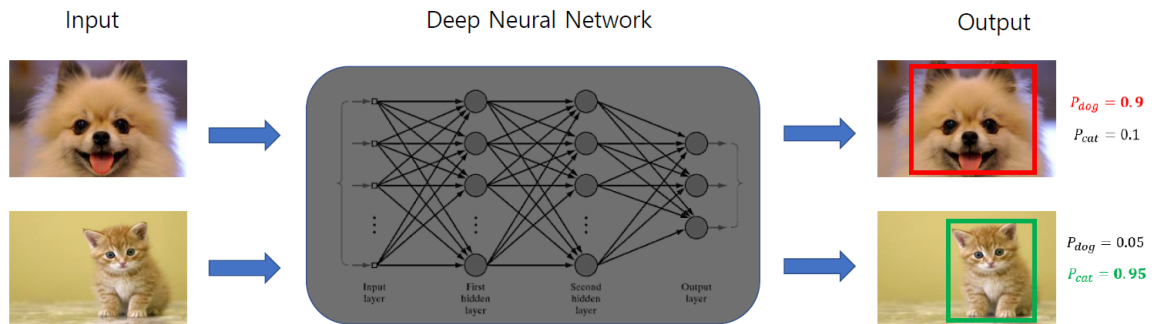 Input
Deep Neural Network
Output
P_dog = 0.9
P_cat = 0.1
P_dog = 0.05
P_cat = 0.95
Input
layer
First
hidden
layer
Second
hidden
layer
Output
layer